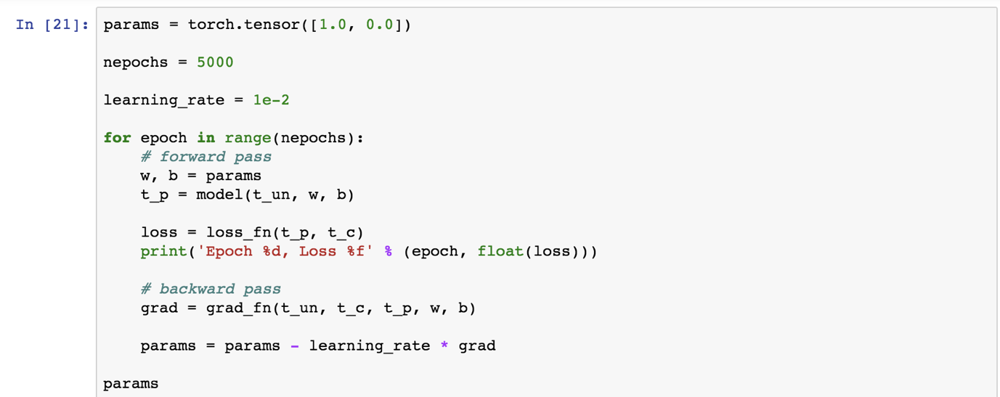 In [21]: params = torch.tensor([1.0, 0.0])
nepochs = 5000
learning_rate = 1e-2
for epoch in range(nepochs):
    # forward pass
    w, b = params
    t_p = model(t_un, w, b)
    loss = loss_fn(t_p, t_c)
    print('Epoch %d, Loss %f' % (epoch, float(loss)))
    # backward pass
    grad = grad_fn(t_un, t_c, t_p, w, b)
    params = params - learning_rate * grad
params